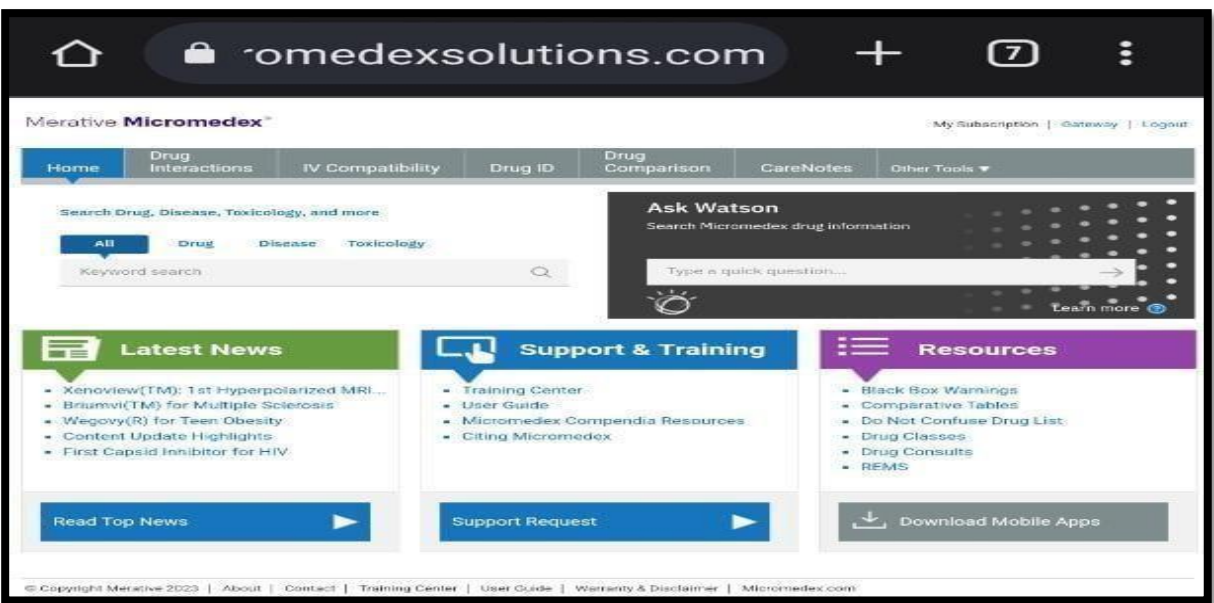 romedexsolutions.com
7
Merative Micromedex®
My Subscription | Gateway | Logout
Home
Drug Interactions
IV Compatibility
Drug ID
Drug Comparison
CareNotes
Other Tools
Search Drug, Disease, Toxicology, and more
All Drug Disease Toxicology
Keyword search
Ask Watson
Search Micromedex drug information
Type a quick question...
Learn more ?
Latest News
Xenoview(TM): 1st Hyperpolarized MRI...
Briumvi(TM) for Multiple Sclerosis
Wegovy(R) for Teen Obesity
Content Update Highlights
First Capsid Inhibitor for HIV
Read Top News
Support & Training
Training Center
User Guide
Micromedex Compendia Resources
Citing Micromedex
Support Request
Resources
Black Box Warnings
Comparative Tables
Do Not Confuse Drug List
Drug Classes
Drug Consults
REMS
Download Mobile Apps
© Copyright Merative 2023 | About | Contact | Training Center | User Guide | Warranty & Disclaimer | Micromedex.com